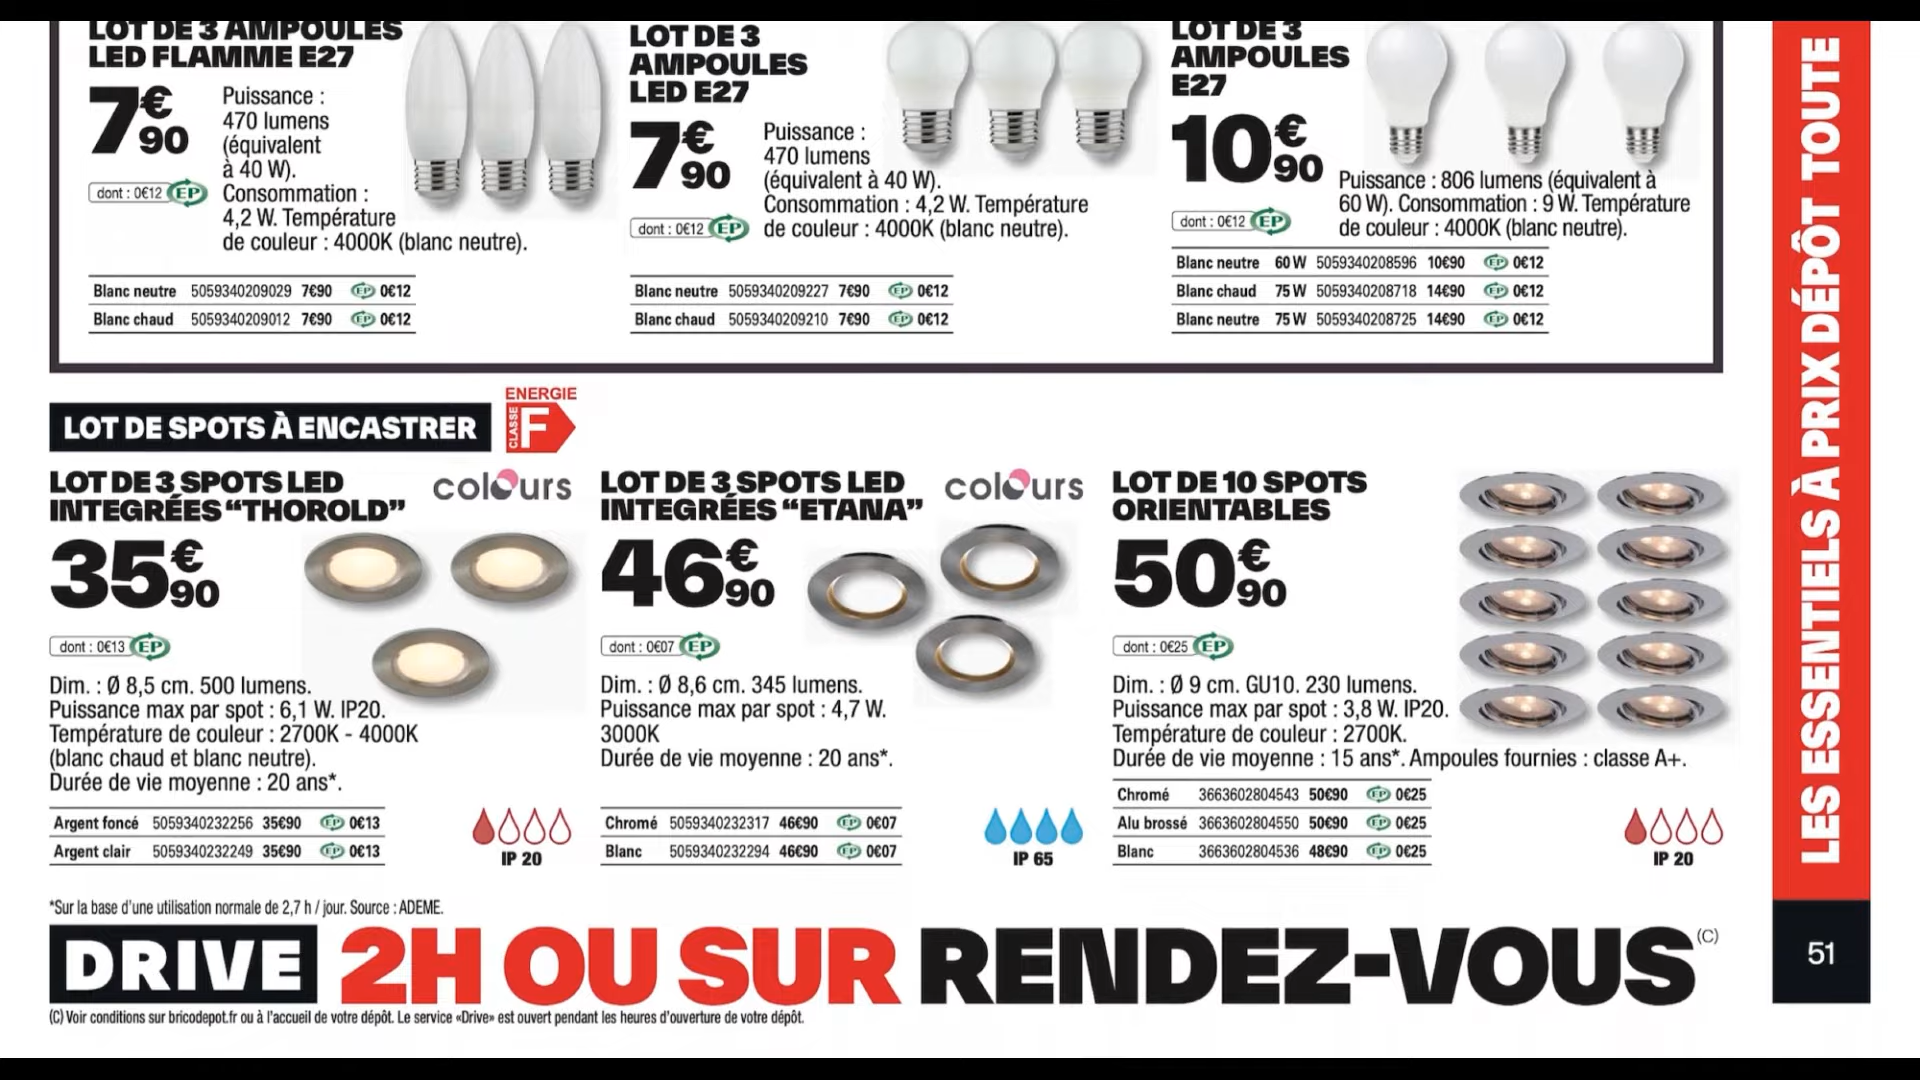 LOT DE 3 AMPOULES
LED FLAMME E27
7€90
dont : 0€12 EP
Puissance :
470 lumens
(équivalent
à 40 W).
Consommation :
4,2 W. Température
de couleur : 4000K (blanc neutre).
Blanc neutre 5059340209029 7€90 EP 0€12
Blanc chaud 5059340209012 7€90 EP 0€12
LOT DE 3
AMPOULES
LED E27
7€90
dont : 0€12 EP
Puissance :
470 lumens
(équivalent à 40 W).
Consommation : 4,2 W. Température
de couleur : 4000K (blanc neutre).
Blanc neutre 5059340209227 7€90 EP 0€12
Blanc chaud 5059340209210 7€90 EP 0€12
LOT DE 3
AMPOULES
E27
10€90
dont : 0€12 EP
Puissance : 806 lumens (équivalent à
60 W). Consommation : 9 W. Température
de couleur : 4000K (blanc neutre).
Blanc neutre 60 W 5059340208596 10€90 EP 0€12
Blanc chaud 75 W 5059340208718 14€90 EP 0€12
Blanc neutre 75 W 5059340208725 14€90 EP 0€12
LOT DE SPOTS À ENCASTRER
ENERGIE
CLASSE
F
LOT DE 3 SPOTS LED
INTEGRÉES “THOROLD”
colours
35€90
dont : 0€13 EP
Dim. : Ø 8,5 cm. 500 lumens.
Puissance max par spot : 6,1 W. IP20.
Température de couleur : 2700K - 4000K
(blanc chaud et blanc neutre).
Durée de vie moyenne : 20 ans*.
Argent foncé 5059340232256 35€90 EP 0€13
Argent clair 5059340232249 35€90 EP 0€13
IP 20
LOT DE 3 SPOTS LED
INTEGRÉES “ETANA”
colours
46€90
dont : 0€07 EP
Dim. : Ø 8,6 cm. 345 lumens.
Puissance max par spot : 4,7 W.
3000K
Durée de vie moyenne : 20 ans*.
Chromé 5059340232317 46€90 EP 0€07
Blanc 5059340232294 46€90 EP 0€07
IP 65
LOT DE 10 SPOTS
ORIENTABLES
50€90
dont : 0€25 EP
Dim. : Ø 9 cm. GU10. 230 lumens.
Puissance max par spot : 3,8 W. IP20.
Température de couleur : 2700K.
Durée de vie moyenne : 15 ans*. Ampoules fournies : classe A+.
Chromé 3663602804543 50€90 EP 0€25
Alu brossé 3663602804550 50€90 EP 0€25
Blanc 3663602804536 48€90 EP 0€25
IP 20
*Sur la base d’une utilisation normale de 2,7 h / jour. Source : ADEME.
DRIVE 2H OU SUR RENDEZ-VOUS (C)
(C) Voir conditions sur bricodepot.fr ou à l’accueil de votre dépôt. Le service «Drive» est ouvert pendant les heures d’ouverture de votre dépôt.
LES ESSENTIELS À PRIX DÉPÔT TOUTE
51